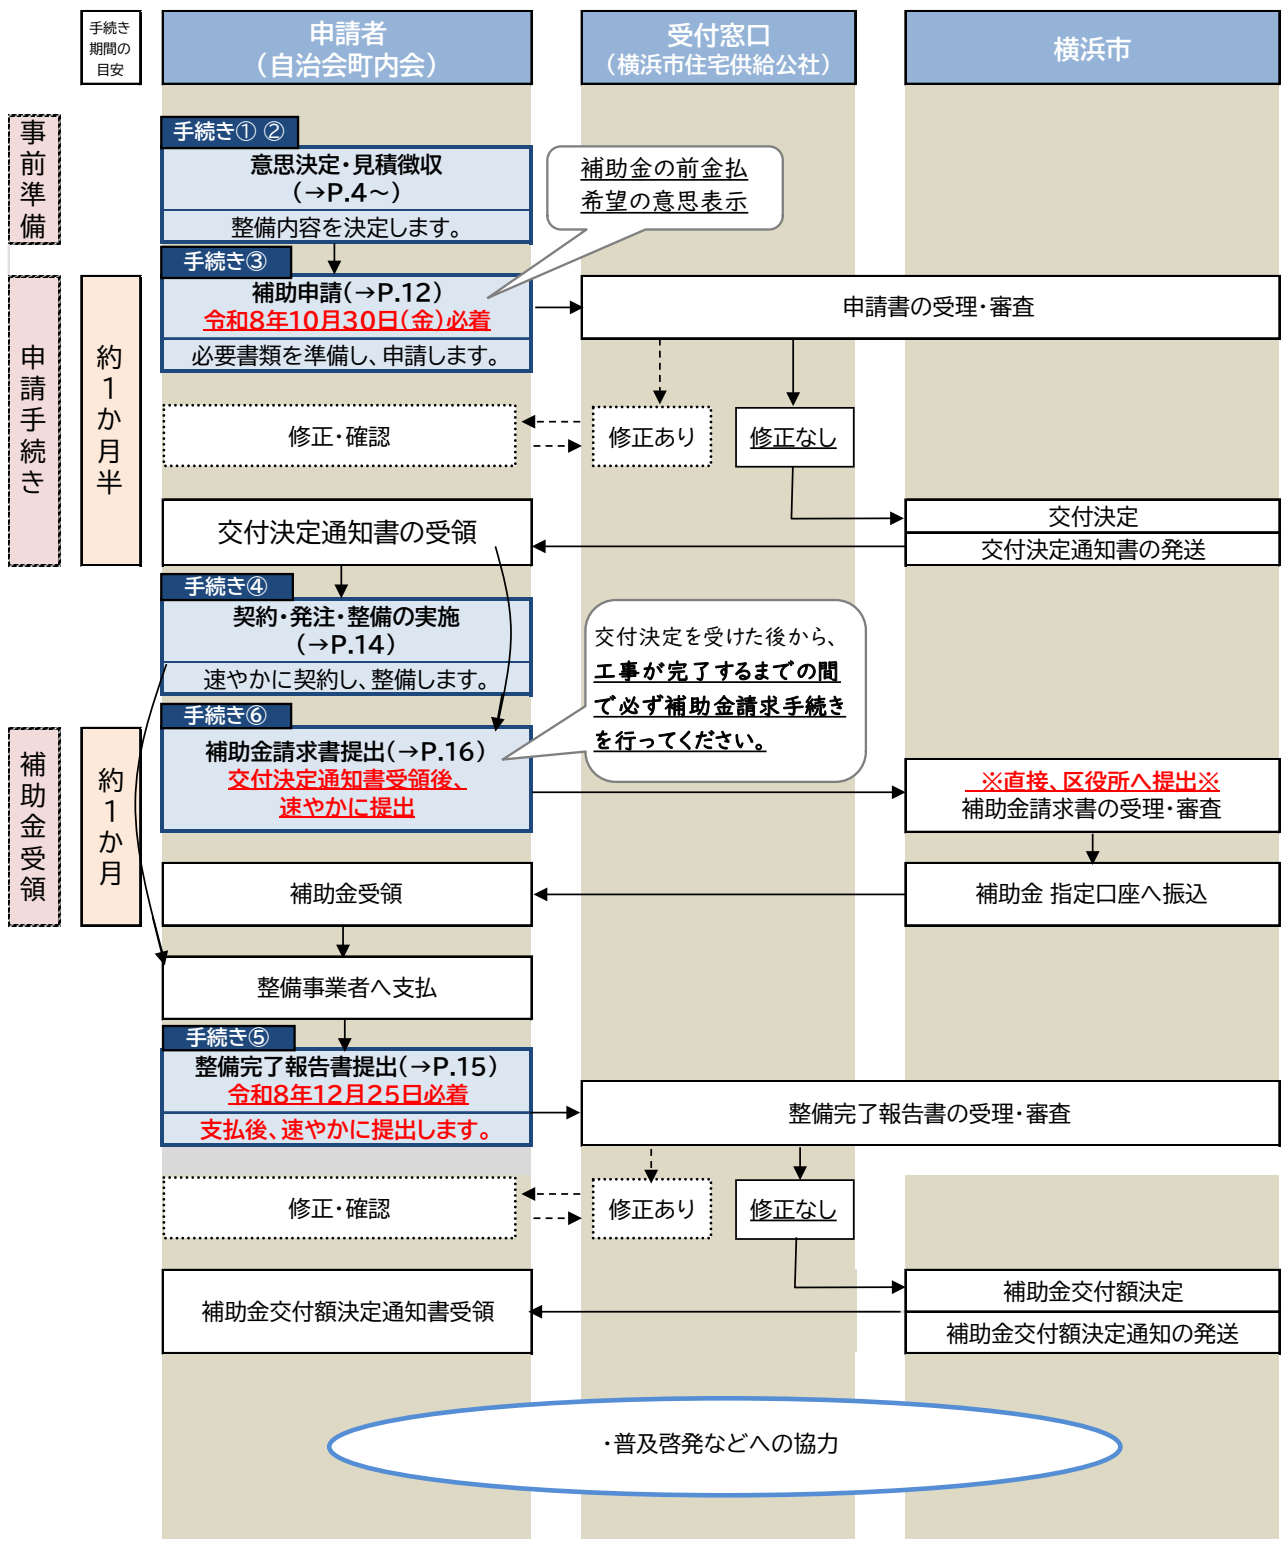 手続き
期間の
目安
申請者
（自治会町内会）
受付窓口
（横浜市住宅供給公社）
横浜市
事前準備
手続き①②
意思決定・見積徴収
（→P.4～）
整備内容を決定します。
補助金の前金払
希望の意思表示
申請手続き
約１か月半
手続き③
補助申請（→P.12）
令和8年10月30日（金）必着
必要書類を準備し、申請します。
申請書の受理・審査
修正・確認
修正あり
修正なし
交付決定通知書の受領
交付決定
交付決定通知書の発送
手続き④
契約・発注・整備の実施
（→P.14）
速やかに契約し、整備します。
交付決定を受けた後から、
工事が完了するまでの間
で必ず補助金請求手続き
を行ってください。
補助金受領
約１か月
手続き⑥
補助金請求書提出（→P.16）
交付決定通知書受領後、
速やかに提出
※直接、区役所へ提出※
補助金請求書の受理・審査
補助金受領
補助金 指定口座へ振込
整備事業者へ支払
手続き⑤
整備完了報告書提出（→P.15）
令和8年12月25日必着
支払後、速やかに提出します。
整備完了報告書の受理・審査
修正・確認
修正あり
修正なし
補助金交付額決定通知書受領
補助金交付額決定
補助金交付額決定通知の発送
・普及啓発などへの協力